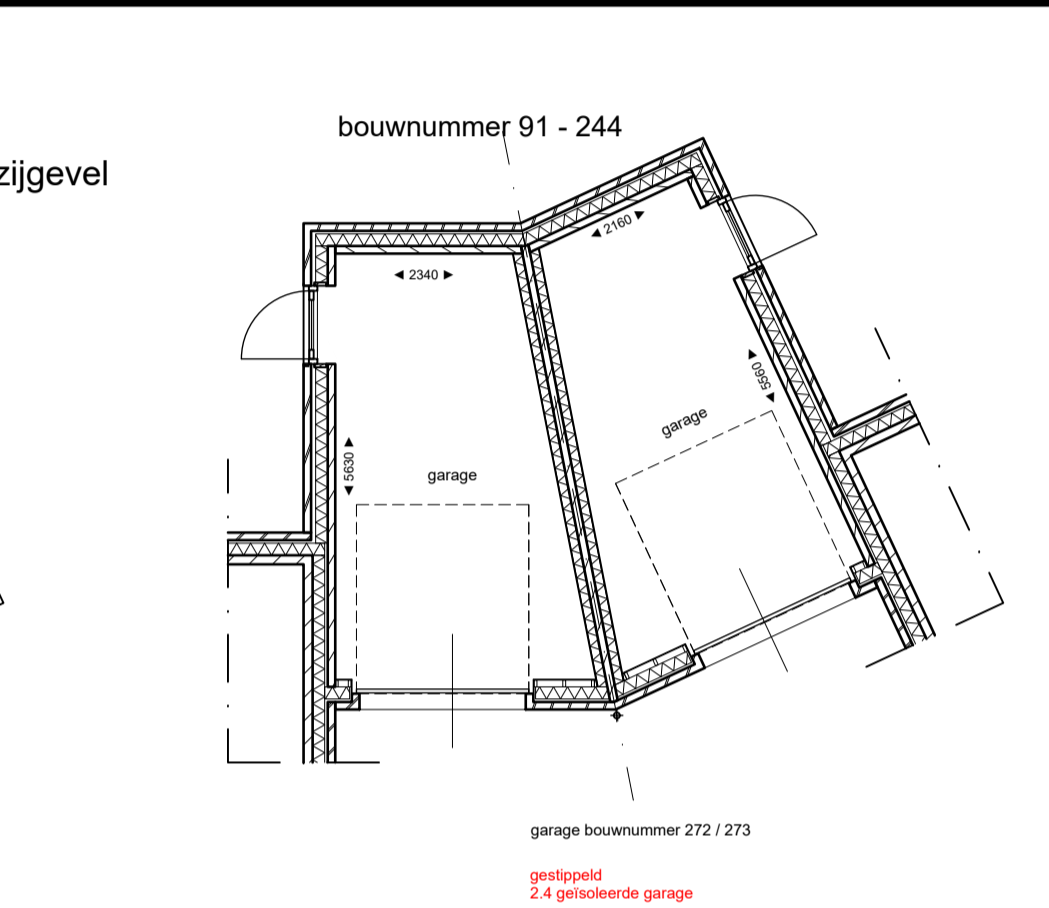 bouwnummer 91 - 244
zijgevel
2160
2340
5560
garage
5630
garage
garage bouwnummer 272 / 273
gestippeld
2.4 geïsoleerde garage